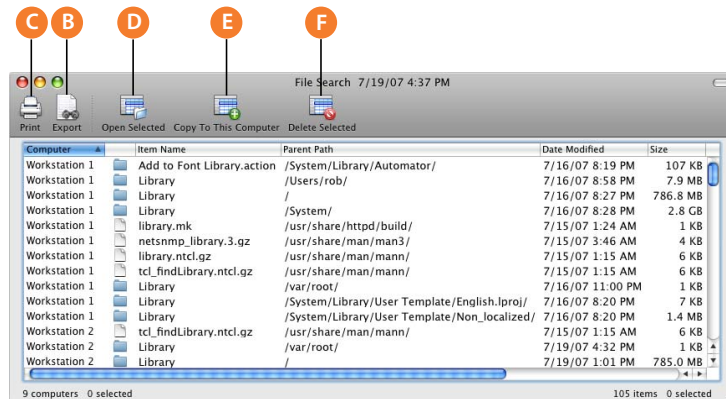 C B D E F
File Search 7/19/07 4:37 PM
Print Export Open Selected Copy To This Computer Delete Selected
Computer Item Name Parent Path Date Modified Size
Workstation 1 Add to Font Library.action /System/Library/Automator/ 7/16/07 8:19 PM 107 KB
Workstation 1 Library /Users/rob/ 7/16/07 8:58 PM 7.9 MB
Workstation 1 Library / 7/16/07 8:27 PM 786.8 MB
Workstation 1 Library /System/ 7/16/07 8:28 PM 2.8 GB
Workstation 1 library.mk /usr/share/httpd/build/ 7/15/07 1:24 AM 1 KB
Workstation 1 netsnmp_library.3.gz /usr/share/man/man3/ 7/15/07 3:46 AM 4 KB
Workstation 1 library.ntcl.gz /usr/share/man/mann/ 7/15/07 1:15 AM 6 KB
Workstation 1 tcl_findLibrary.ntcl.gz /usr/share/man/mann/ 7/15/07 1:15 AM 6 KB
Workstation 1 Library /var/root/ 7/16/07 11:00 PM 1 KB
Workstation 1 Library /System/Library/User Template/English.lproj/ 7/16/07 8:20 PM 7 KB
Workstation 1 Library /System/Library/User Template/Non_localized/ 7/16/07 8:20 PM 1.4 MB
Workstation 2 tcl_findLibrary.ntcl.gz /usr/share/man/mann/ 7/15/07 1:15 AM 6 KB
Workstation 2 Library /var/root/ 7/19/07 4:32 PM 1 KB
Workstation 2 Library / 7/19/07 1:01 PM 785.0 MB
9 computers 0 selected 105 items 0 selected